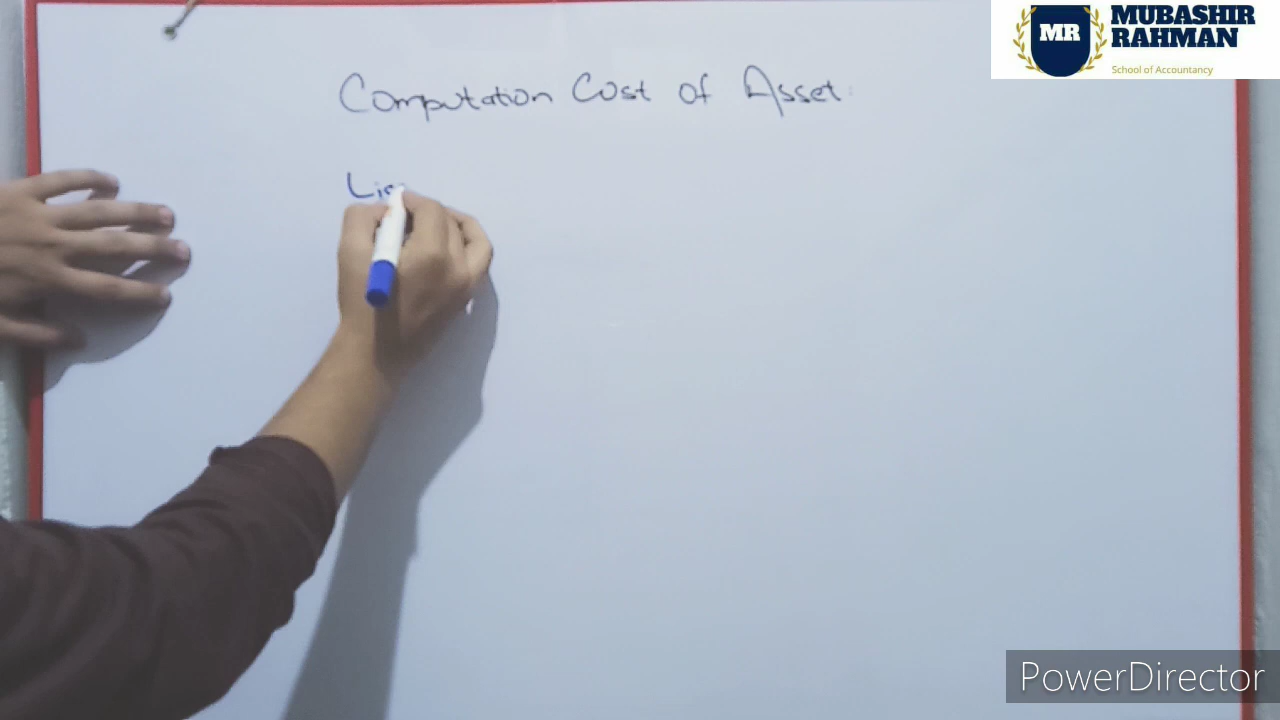 MR
MUBASHIR
RAHMAN
School of Accountancy
Computation Cost of Asset
PowerDirector